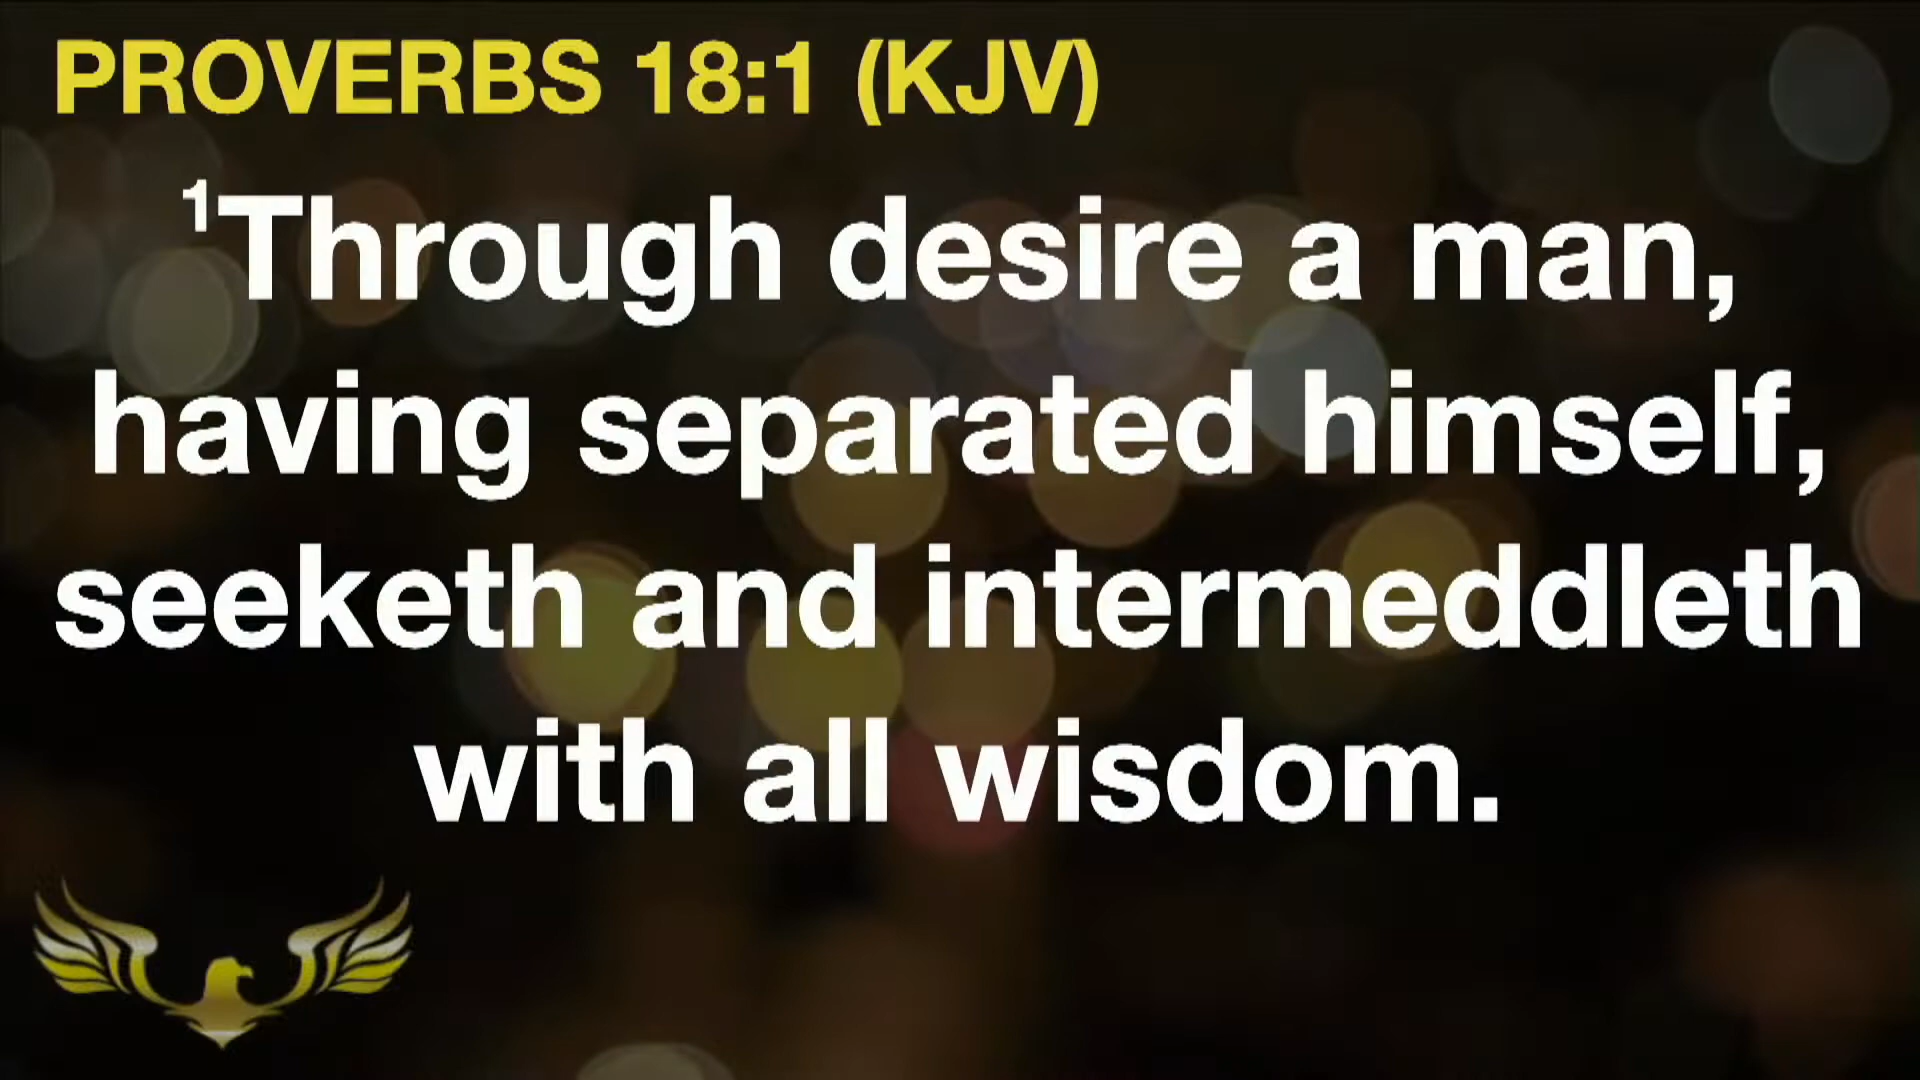 PROVERBS 18:1 (KJV)
¹Through desire a man,
having separated himself,
seeketh and intermeddleth
with all wisdom.